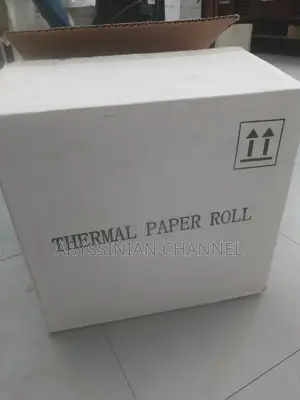 THERMAL PAPER ROLL
ABYSSINIAN CHANNEL